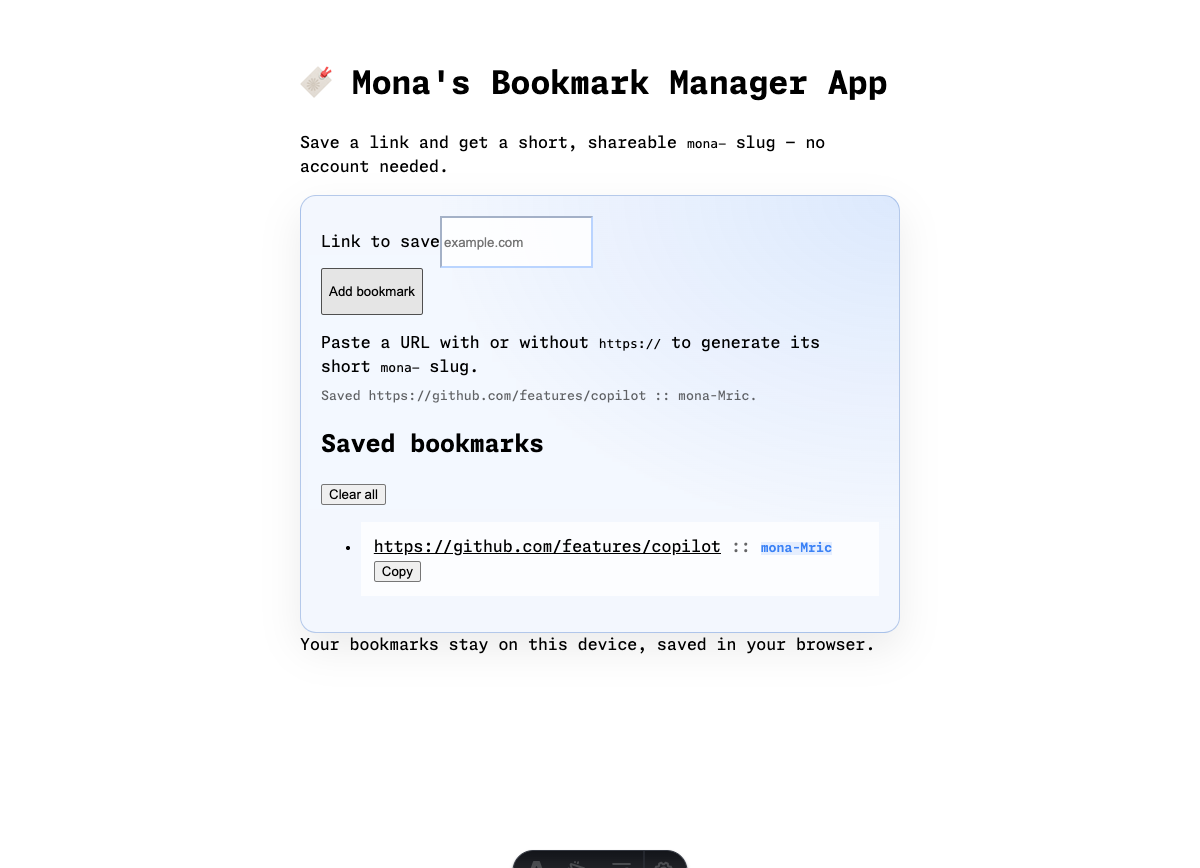 Mona's Bookmark Manager App
Save a link and get a short, shareable mona- slug — no
account needed.
Link to save example.com
Add bookmark
Paste a URL with or without https:// to generate its
short mona- slug.
Saved https://github.com/features/copilot :: mona-Mric.
Saved bookmarks
Clear all
https://github.com/features/copilot :: mona-Mric
Copy
Your bookmarks stay on this device, saved in your browser.